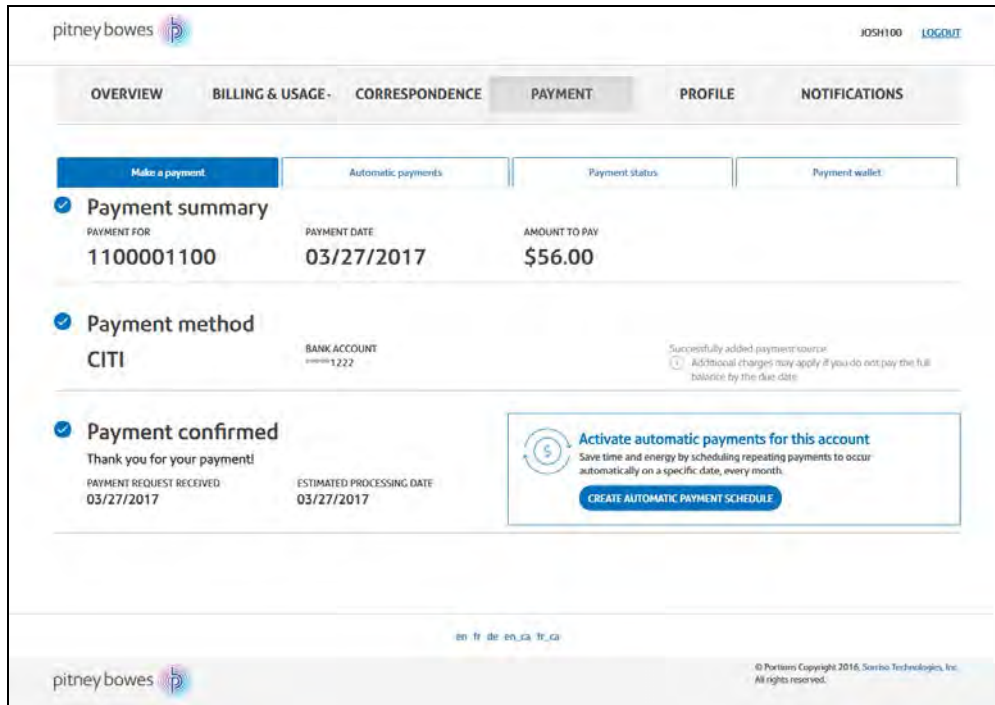 pitney bowes
JOSH100 LOGOUT
OVERVIEW BILLING & USAGE CORRESPONDENCE PAYMENT PROFILE NOTIFICATIONS
Make a payment Automatic payments Payment status Payment wallet
Payment summary
PAYMENT FOR PAYMENT DATE AMOUNT TO PAY
1100001100 03/27/2017 $56.00
Payment method
CITI
BANK ACCOUNT
******1222
Successfully added payment source
Additional charges may apply if you do not pay the full
balance by the due date
Payment confirmed
Thank you for your payment!
PAYMENT REQUEST RECEIVED ESTIMATED PROCESSING DATE
03/27/2017 03/27/2017
Activate automatic payments for this account
Save time and energy by scheduling repeating payments to occur
automatically on a specific date, every month.
CREATE AUTOMATIC PAYMENT SCHEDULE
en fr de en_ca fr_ca
pitney bowes
© Portions Copyright 2016, Sorriso Technologies, Inc.
All rights reserved.